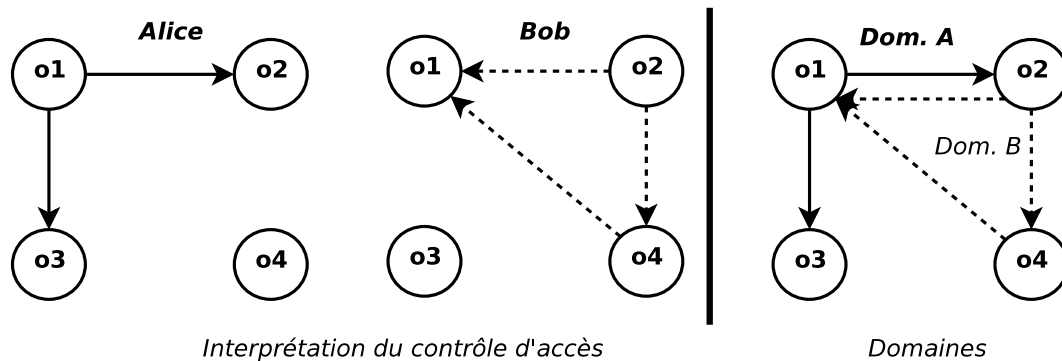 Alice
Bob
Dom. A
o1
o2
o1
o2
o1
o2
Dom. B
o3
o4
o3
o4
o3
o4
Interprétation du contrôle d'accès
Domaines